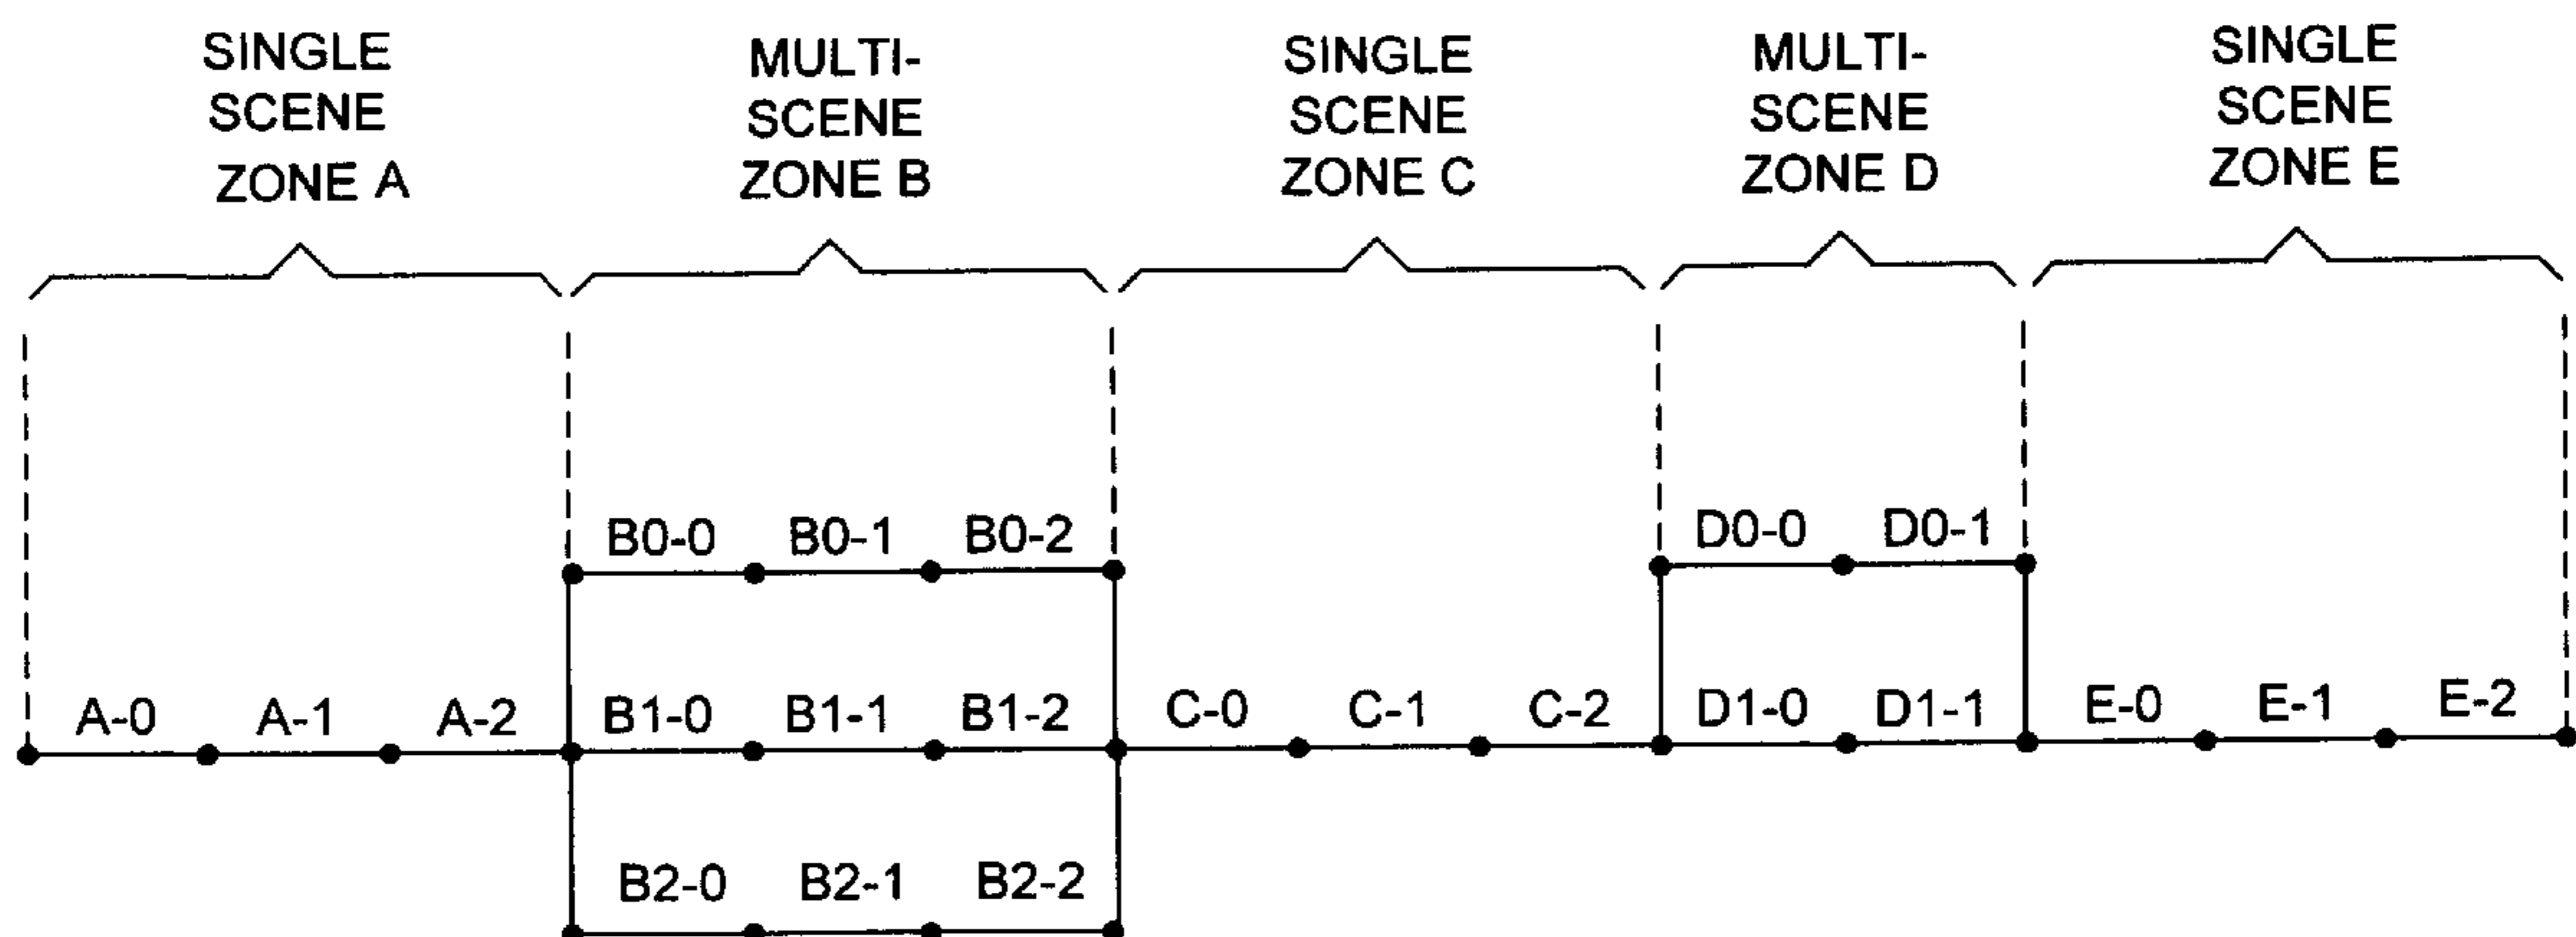 SINGLE
SCENE
ZONE A
MULTI-
SCENE
ZONE B
SINGLE
SCENE
ZONE C
MULTI-
SCENE
ZONE D
SINGLE
SCENE
ZONE E
B0-0 B0-1 B0-2
D0-0 D0-1
A-0 A-1 A-2 B1-0 B1-1 B1-2 C-0 C-1 C-2 D1-0 D1-1 E-0 E-1 E-2
B2-0 B2-1 B2-2